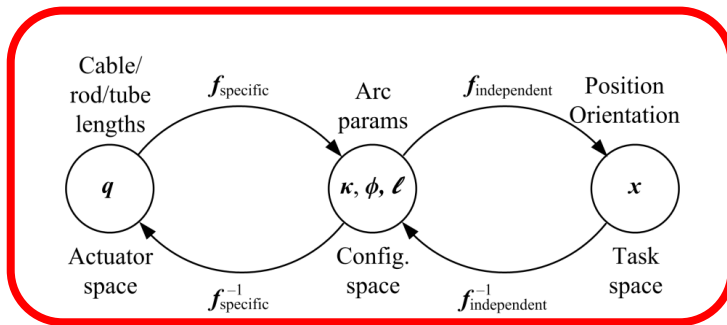 Cable/
rod/tube
lengths
f_specific
Arc
params
f_independent
Position
Orientation
q
κ, ϕ, ℓ
x
Actuator
space
f_specific^−1
Config.
space
f_independent^−1
Task
space